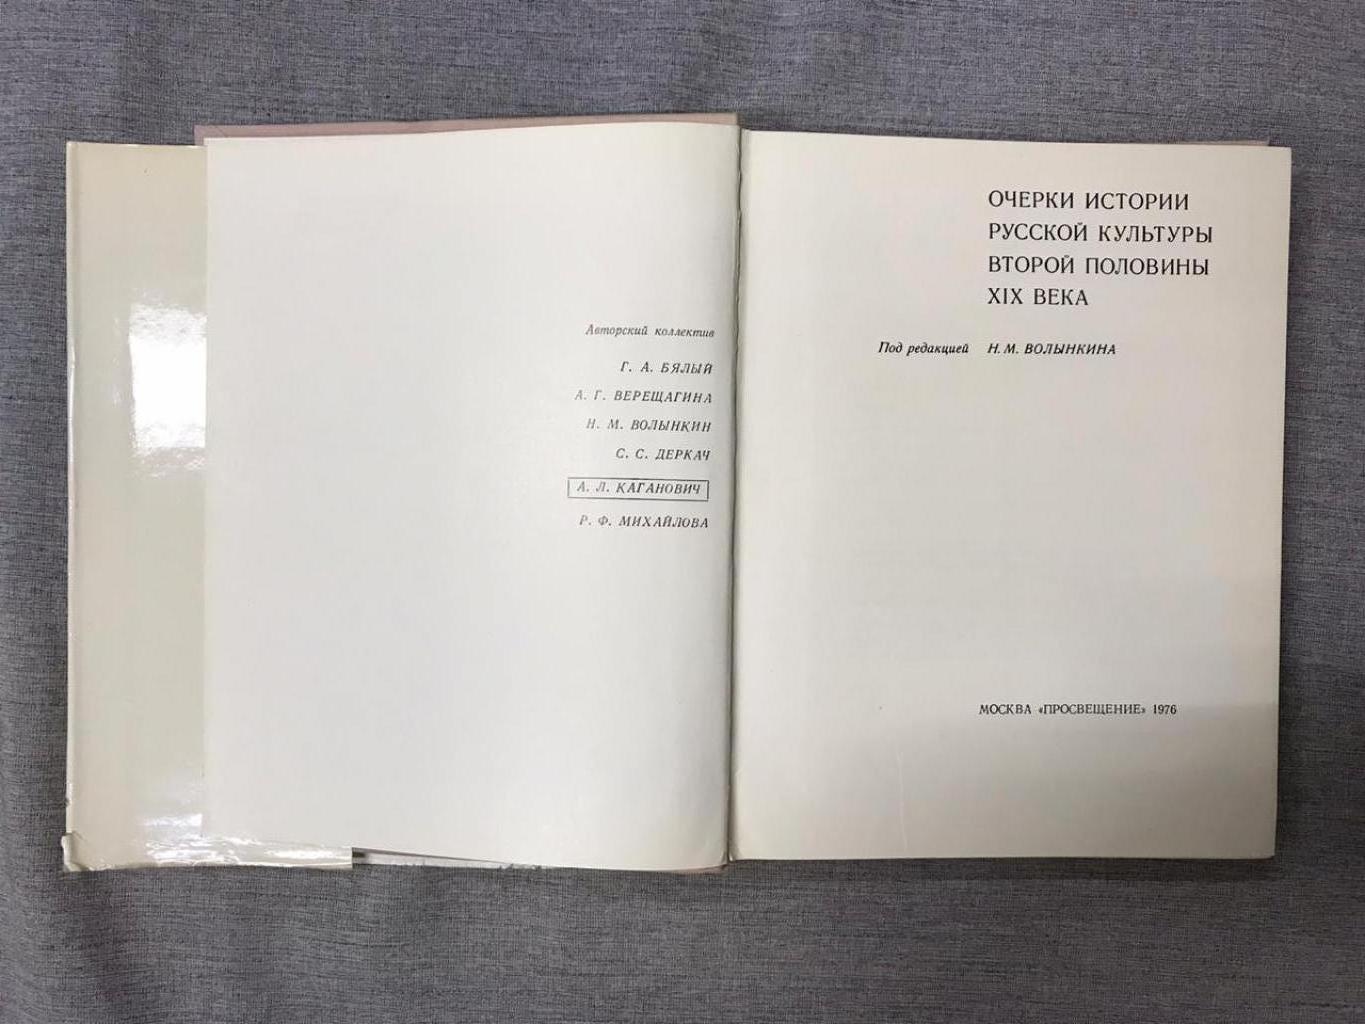 Авторский коллектив
Г. А. БЯЛЫЙ
А. Г. ВЕРЕЩАГИНА
Н. М. ВОЛЫНКИН
С. С. ДЕРКАЧ
А. Л. КАГАНОВИЧ
Р. Ф. МИХАЙЛОВА
ОЧЕРКИ ИСТОРИИ
РУССКОЙ КУЛЬТУРЫ
ВТОРОЙ ПОЛОВИНЫ
XIX ВЕКА
Под редакцией Н. М. ВОЛЫНКИНА
МОСКВА «ПРОСВЕЩЕНИЕ» 1976